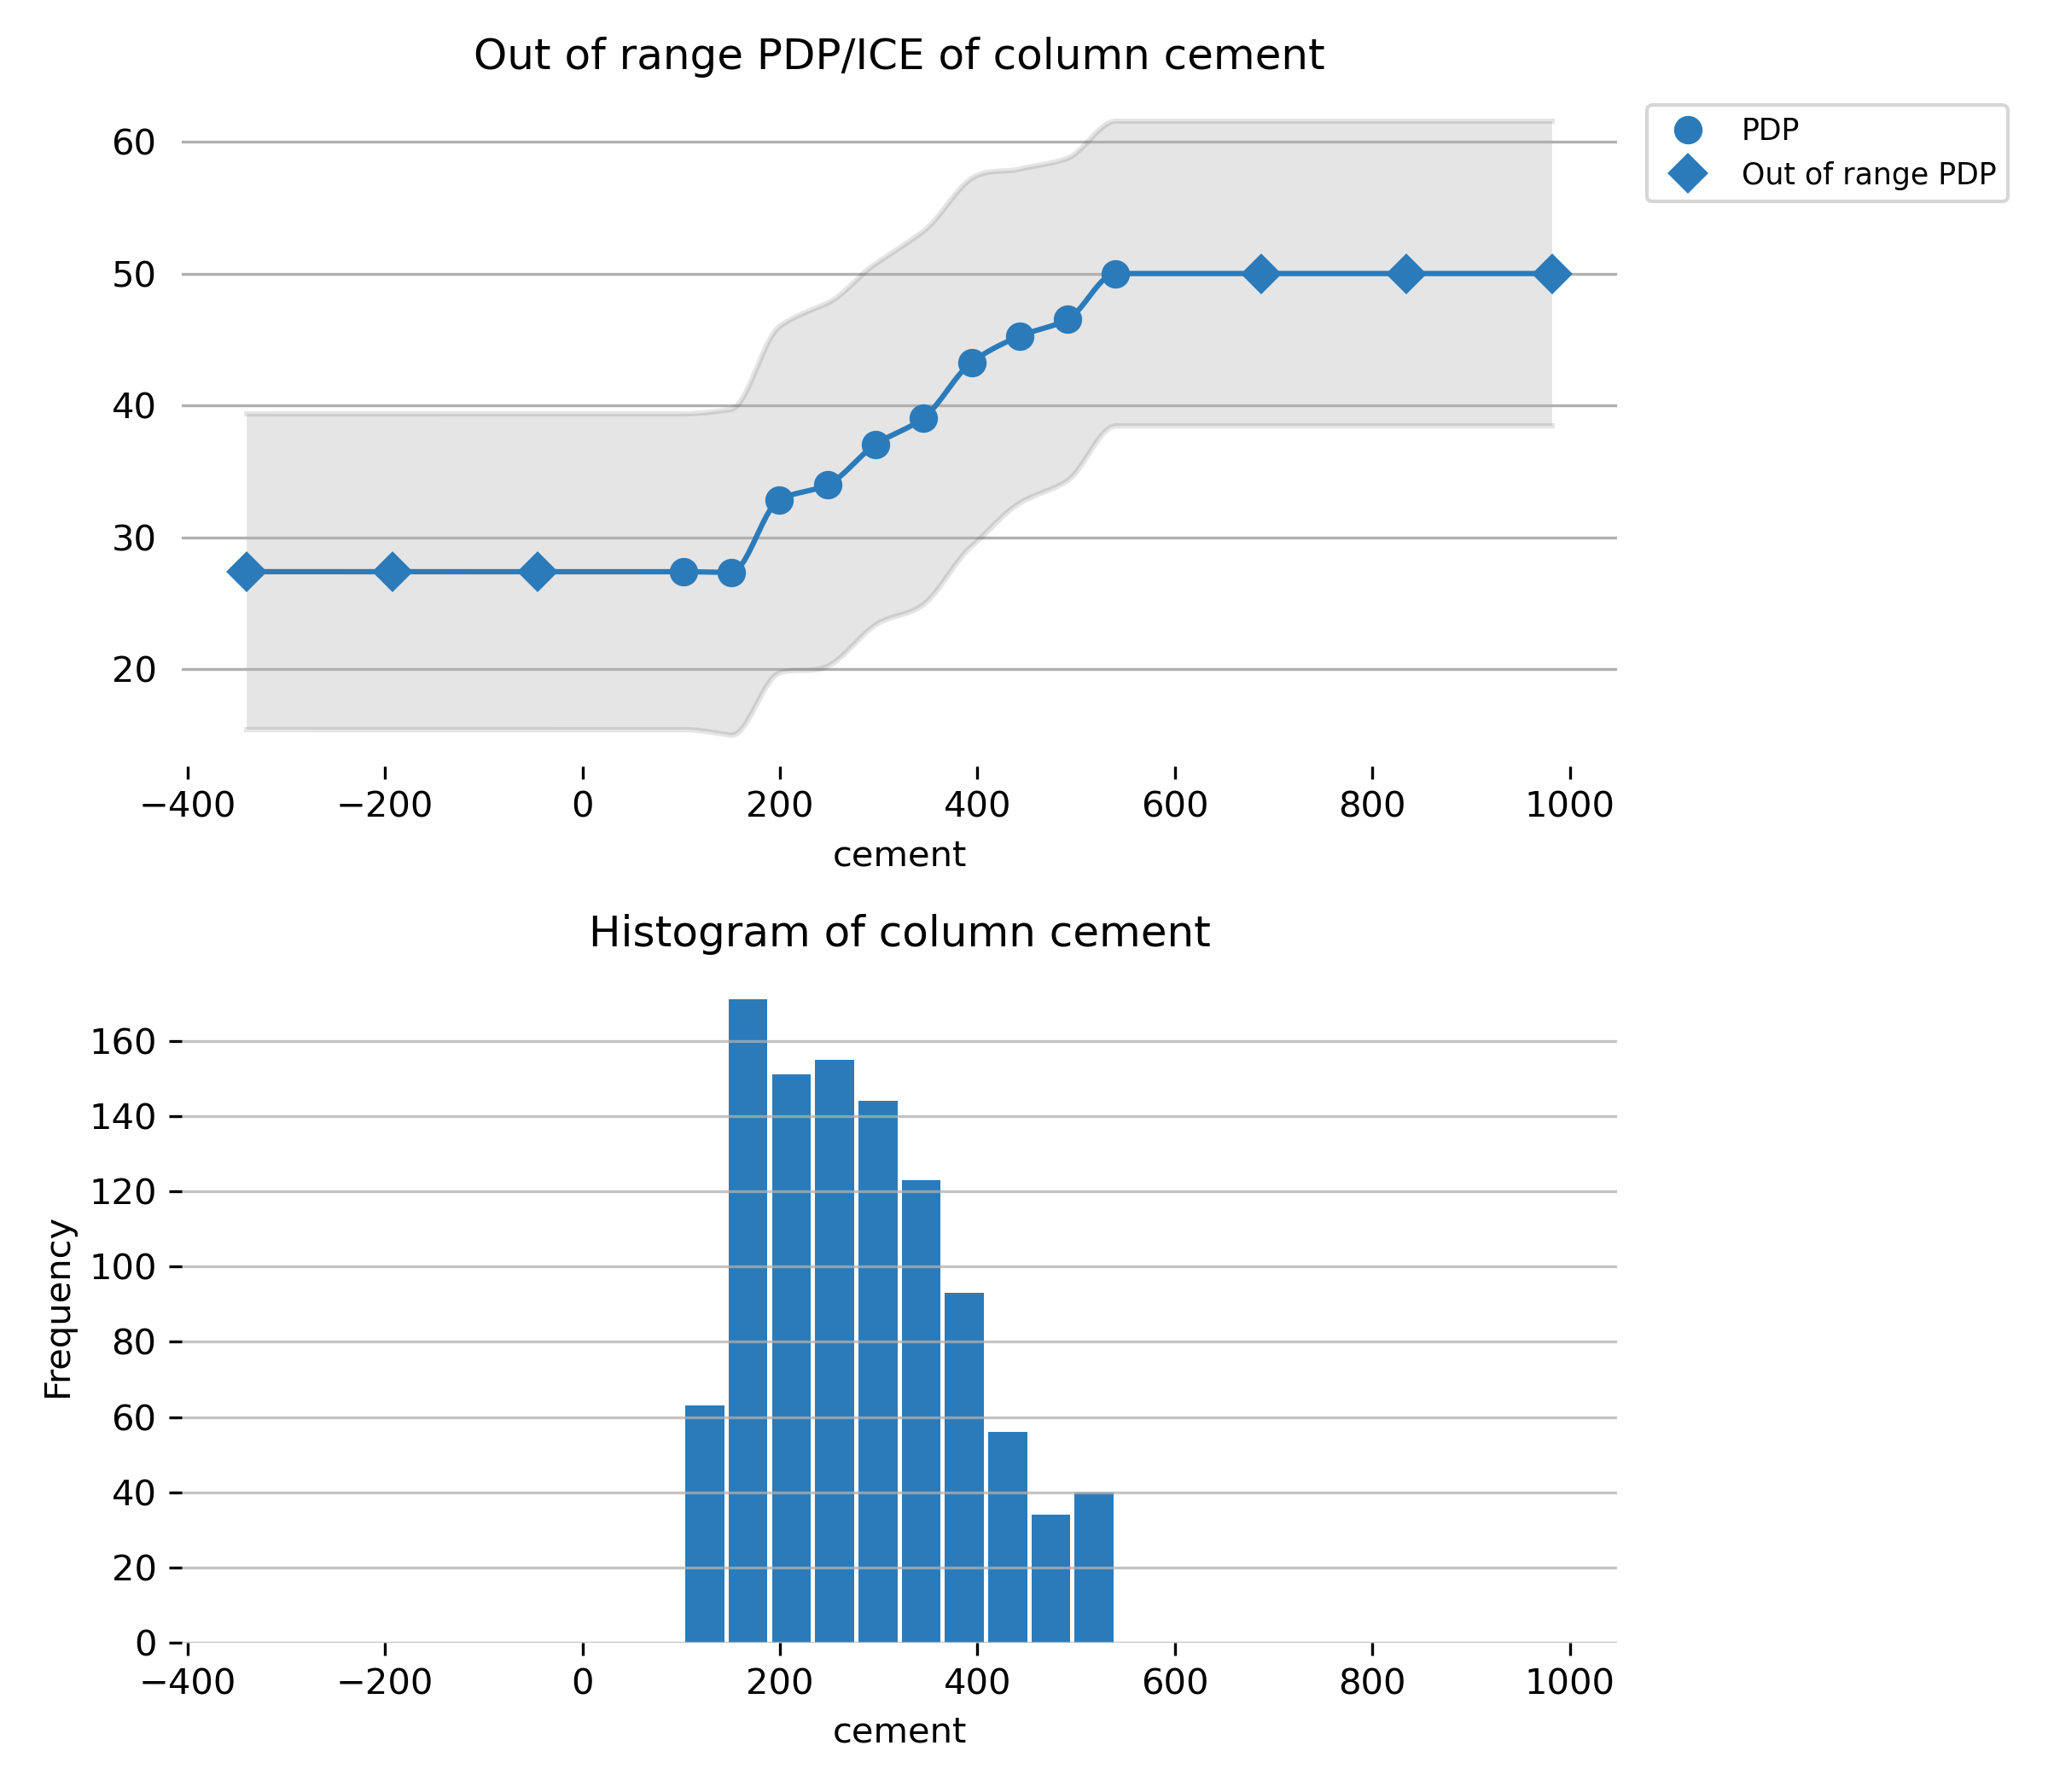 Out of range PDP/ICE of column cement
PDP
Out of range PDP
60
50
40
30
20
−400 −200 0 200 400 600 800 1000
cement
Histogram of column cement
160
140
120
100
80
60
40
20
0
Frequency
−400 −200 0 200 400 600 800 1000
cement